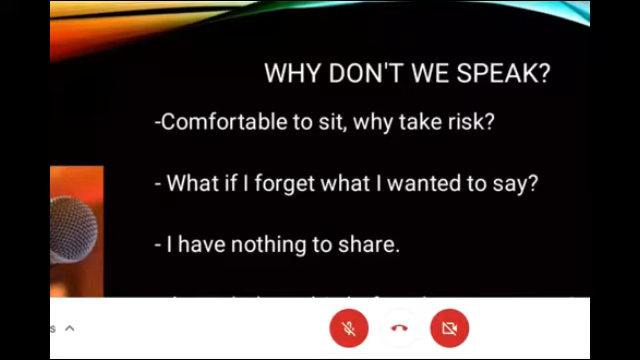 WHY DON'T WE SPEAK?
-Comfortable to sit, why take risk?
- What if I forget what I wanted to say?
- I have nothing to share.
s